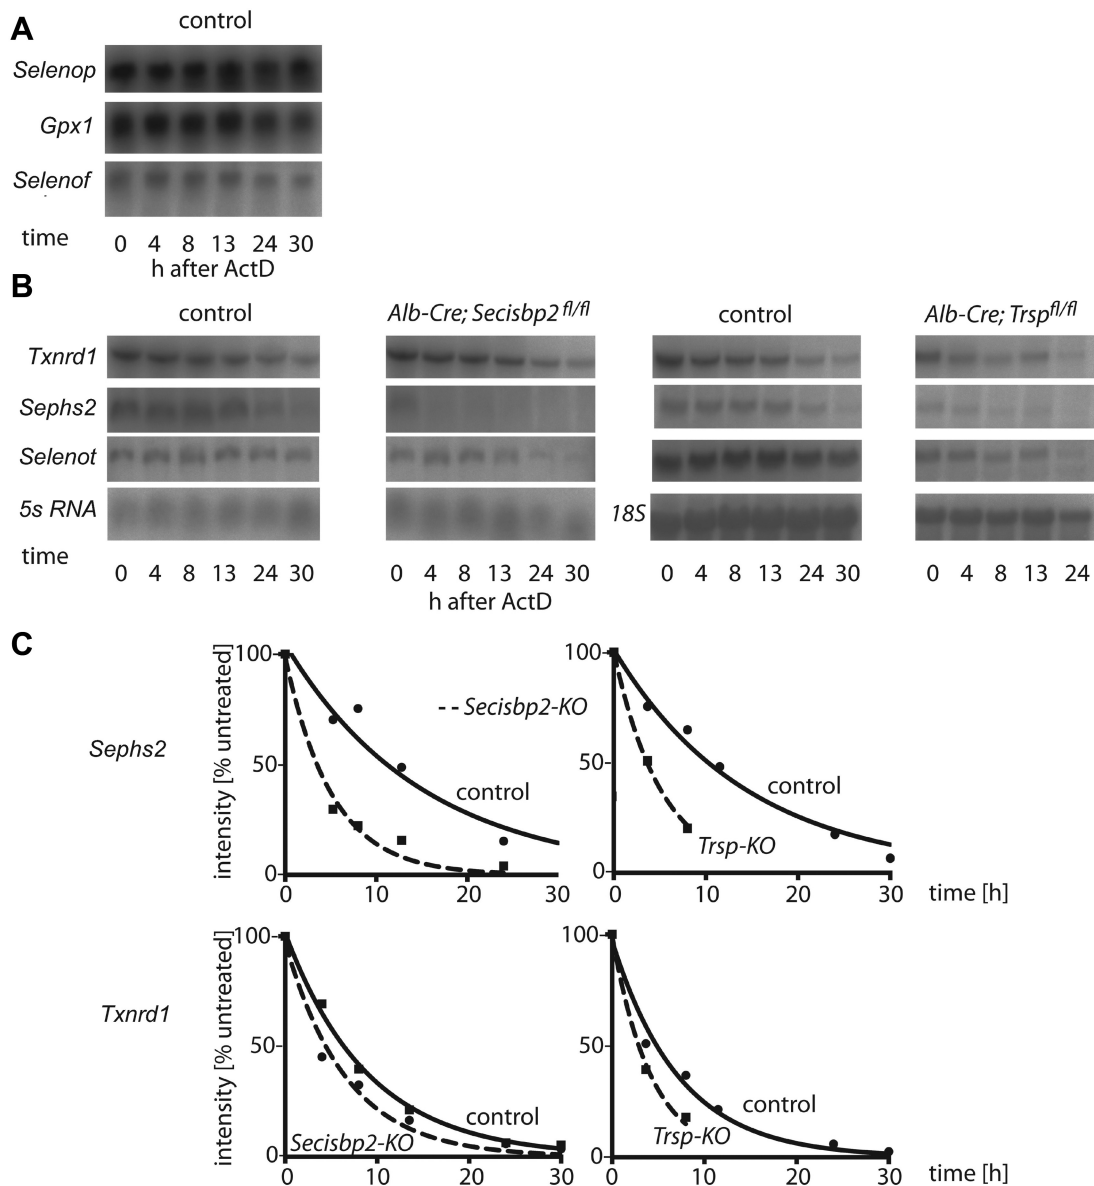 A
control
Selenop
Gpx1
Selenof
time
0 4 8 13 24 30
h after ActD
B
control
Alb-Cre; Secisbp2 fl/fl
control
Alb-Cre; Trsp fl/fl
Txnrd1
Sephs2
Selenot
5s RNA
18S
time
0 4 8 13 24 30
0 4 8 13 24 30
0 4 8 13 24 30
0 4 8 13 24
h after ActD
C
Sephs2
intensity [% untreated]
100
50
0
0 10 20 30
-- Secisbp2-KO
control
100
50
0
0 10 20 30
control
Trsp-KO
time [h]
Txnrd1
intensity [% untreated]
100
50
0
0 10 20 30
control
Secisbp2-KO
100
50
0
0 10 20 30
control
Trsp-KO
time [h]